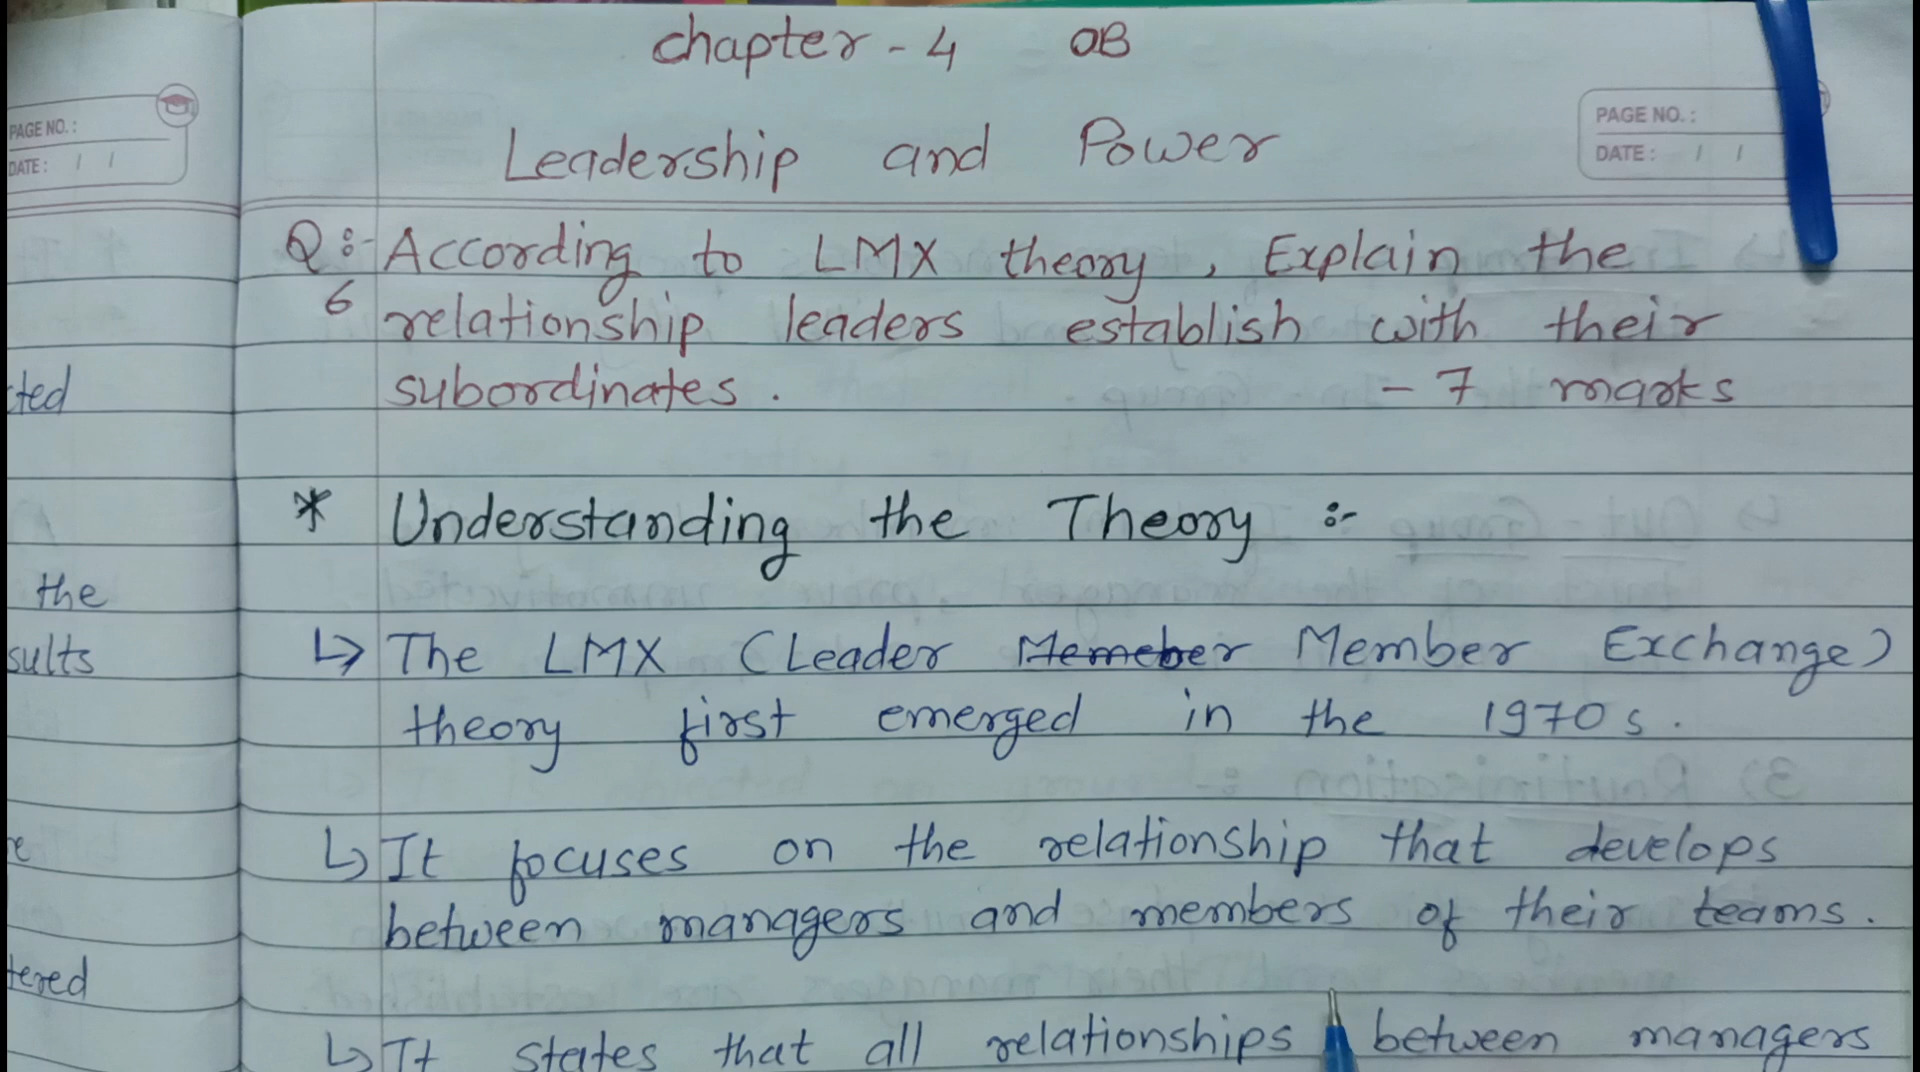 chapter - 4 OB
PAGE NO. :
DATE : / /
PAGE NO. :
DATE : / /
Leadership and Power
Q:- According to LMX theory, Explain the
6 relationship leaders establish with their
subordinates. - 7 marks
cted
* Understanding the Theory :-
the
sults
↳ The LMX (Leader Memeber Member Exchange)
theory first emerged in the 1970s.
↳ It focuses on the relationship that develops
between managers and members of their teams.
tered
↳ It states that all relationships between managers